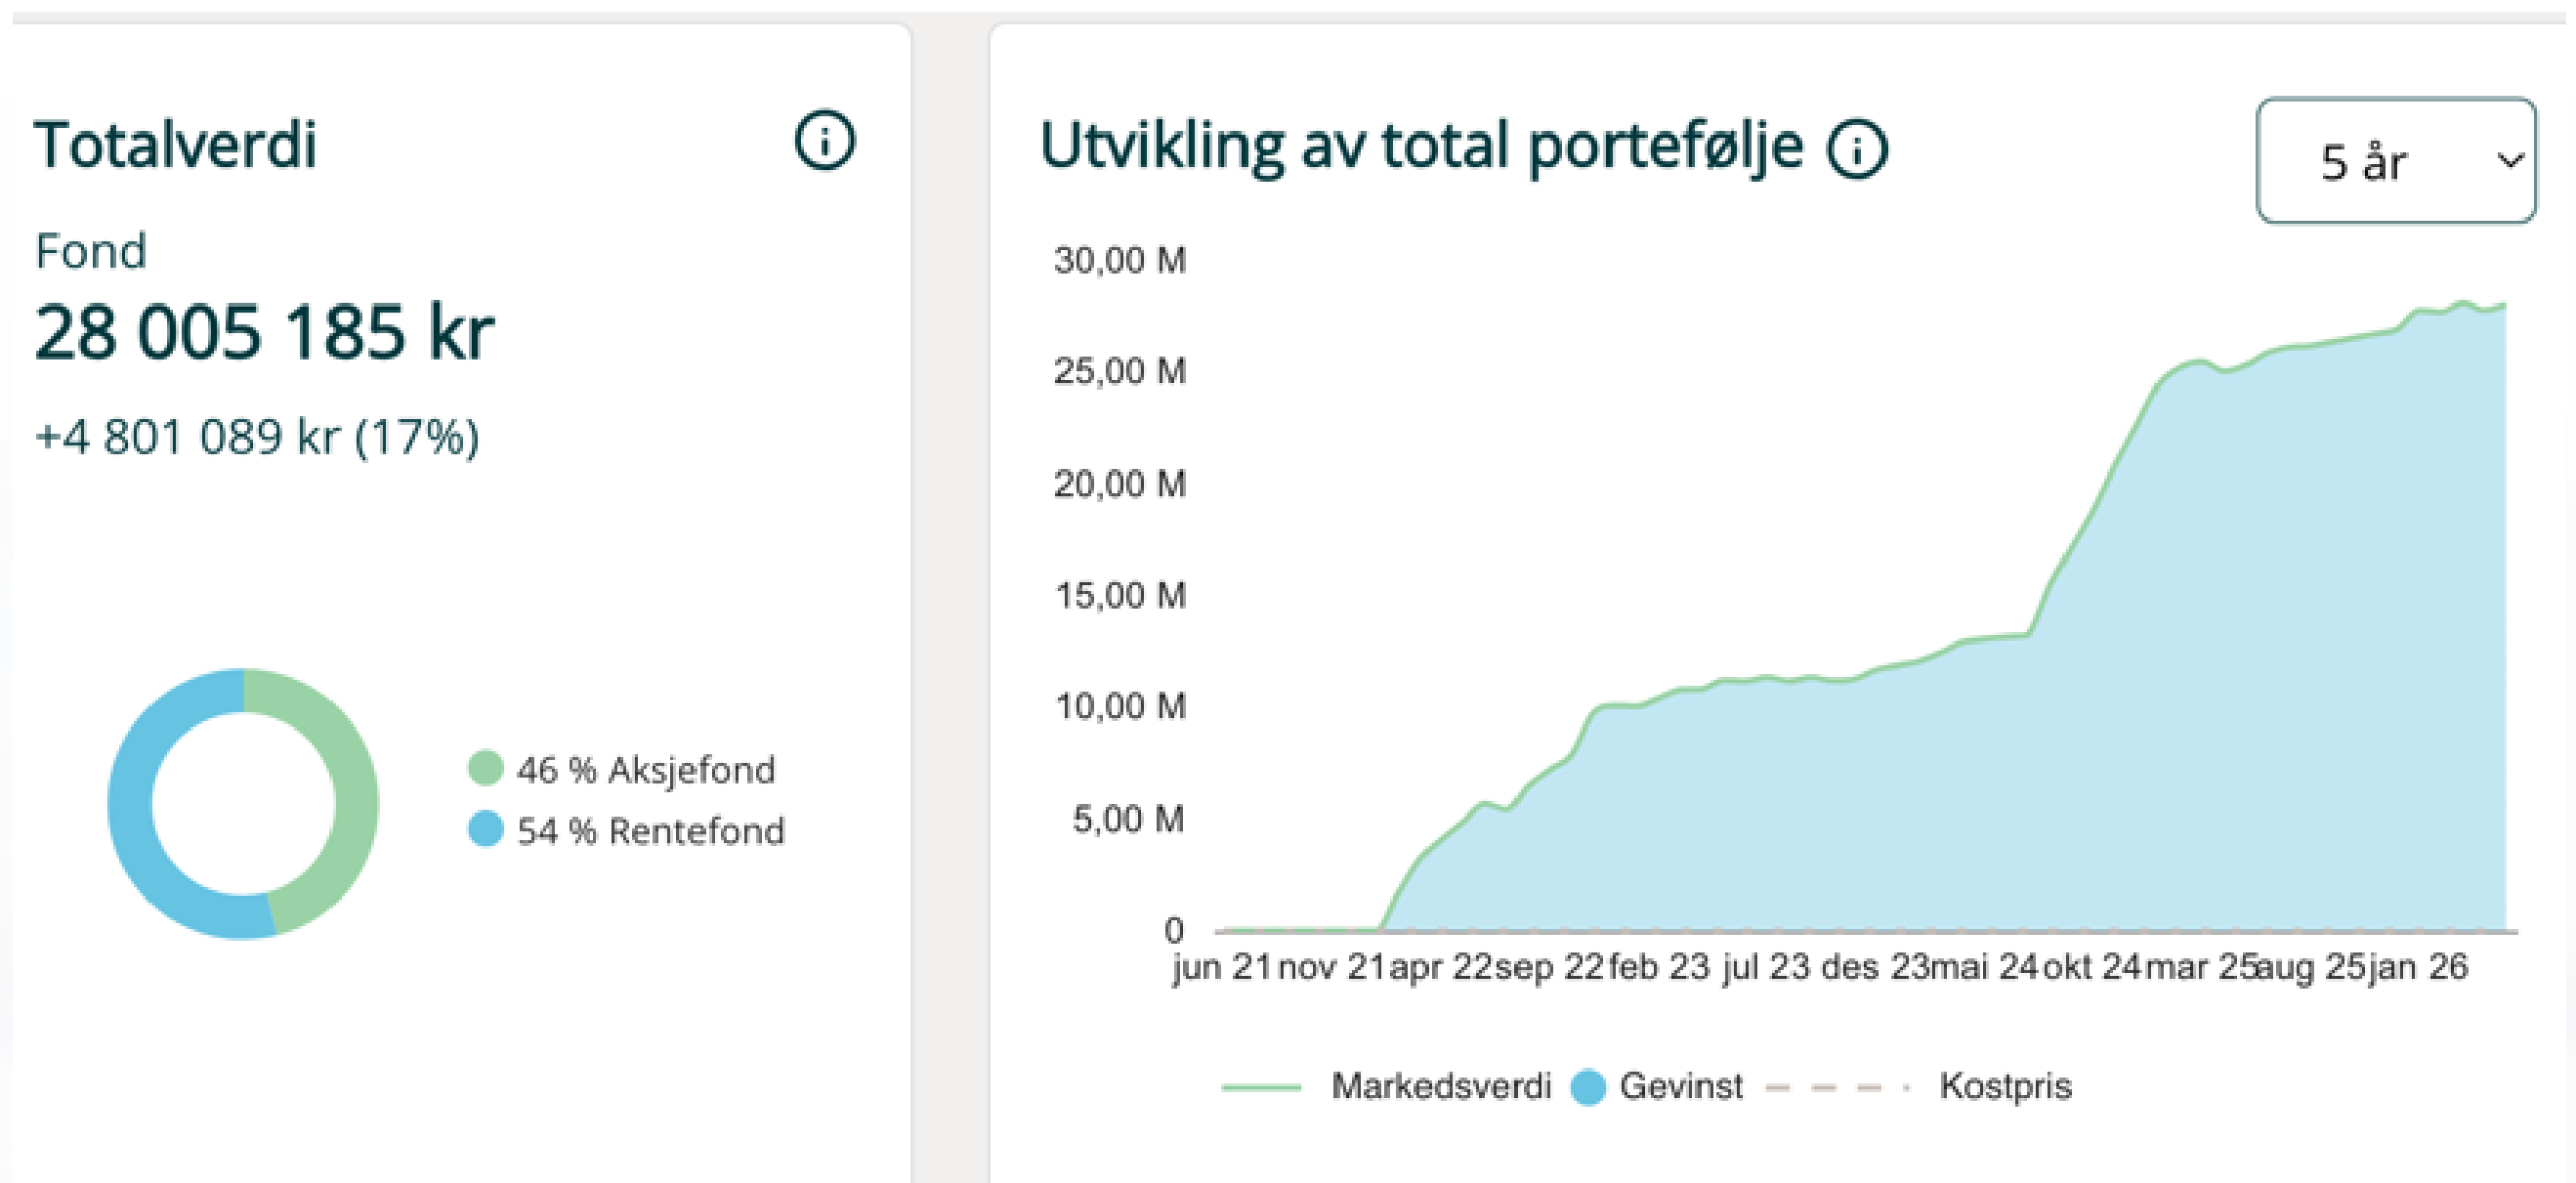 Totalverdi
Fond
28 005 185 kr
+4 801 089 kr (17%)
46 % Aksjefond
54 % Rentefond
Utvikling av total portefølje
5 år
30,00 M
25,00 M
20,00 M
15,00 M
10,00 M
5,00 M
0
jun 21 nov 21 apr 22 sep 22 feb 23 jul 23 des 23 mai 24 okt 24 mar 25 aug 25 jan 26
Markedsverdi Gevinst Kostpris